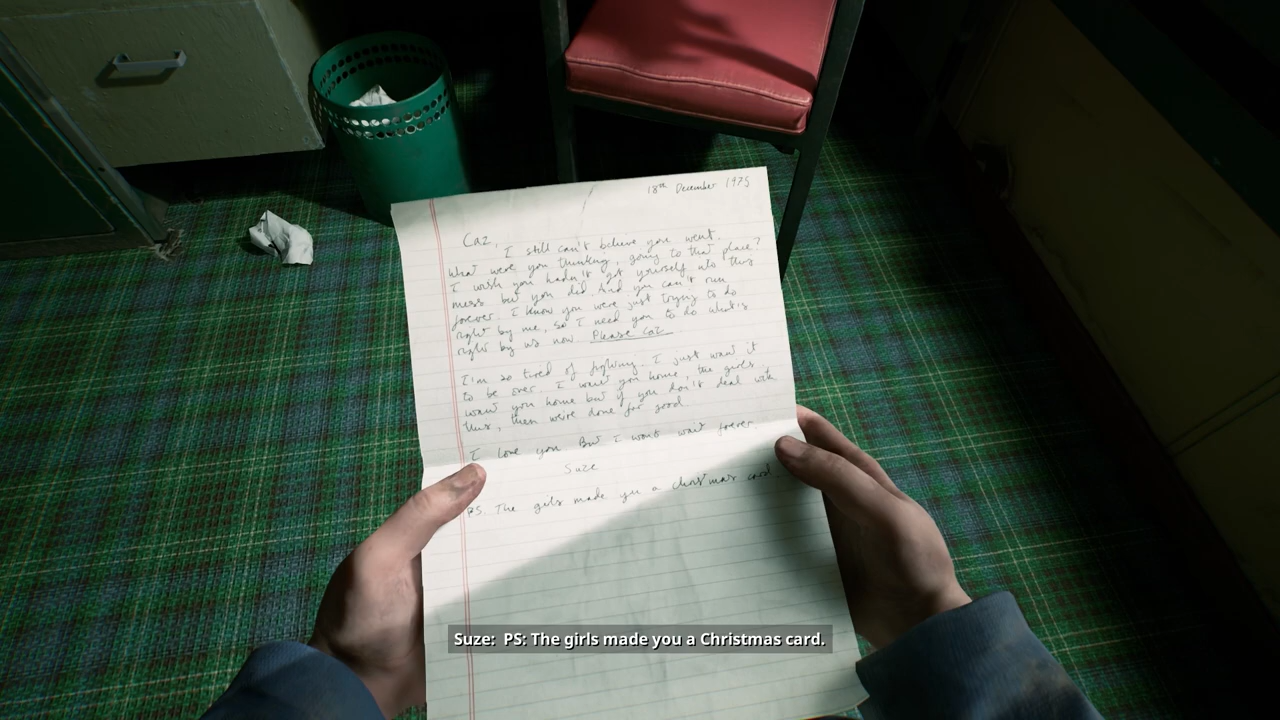 18th December 1975
Caz,
I still can't believe you went.
What were you thinking, going to that place?
I wish you hadn't got yourself into this
mess but you did. And you can't run
forever. I know you were just trying to do
right by me, so I need you to do what's
right by us now. Please Caz
I'm so tired of fighting. I just want it
to be over. I want you home, the girls
want you home but if you don't deal with
this, then we're done for good.
I love you. But I won't wait forever.
Suze
PS. The girls made you a Christmas card.
Suze:  PS: The girls made you a Christmas card.